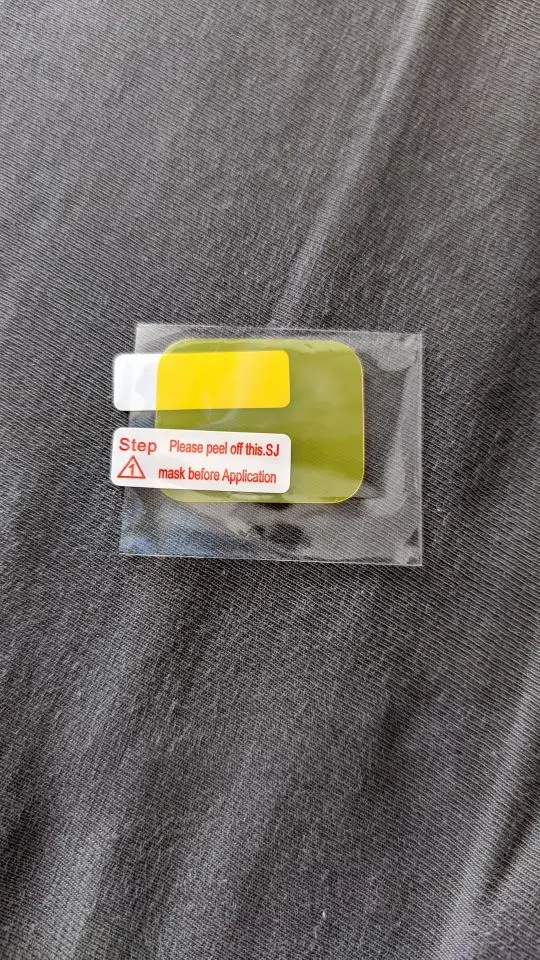 Step Please peel off this.SJ
1 mask before Application